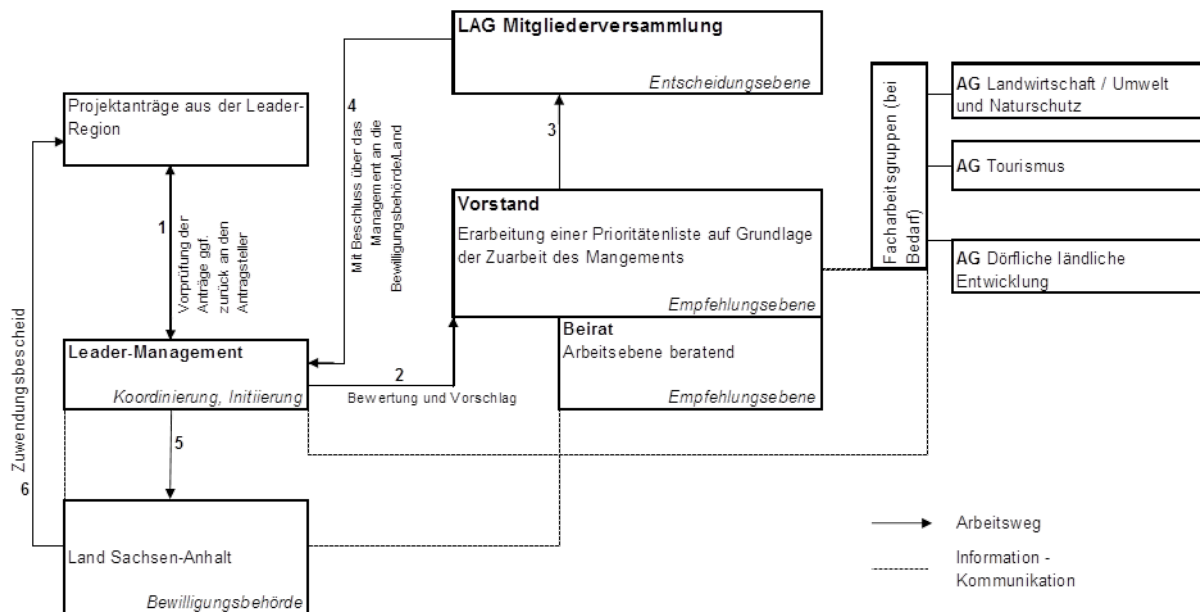 LAG Mitgliederversammlung
Entscheidungsebene
Projektanträge aus der Leader-
Region
4
Mit Beschluss über das
Management an die
Bewilligungsbehörde/Land
3
Facharbeitsgruppen (bei
Bedarf)
AG Landwirtschaft / Umwelt
und Naturschutz
AG Tourismus
AG Dörfliche ländliche
Entwicklung
1
Vorprüfung der
Anträge ggf.
zurück an den
Antragsteller
Vorstand
Erarbeitung einer Prioritätenliste auf Grundlage
der Zuarbeit des Mangements
Empfehlungsebene
Beirat
Arbeitsebene beratend
Empfehlungsebene
Leader-Management
Koordinierung, Initiierung
2
Bewertung und Vorschlag
5
6 Zuwendungsbescheid
Land Sachsen-Anhalt
Bewilligungsbehörde
Arbeitsweg
Information -
Kommunikation